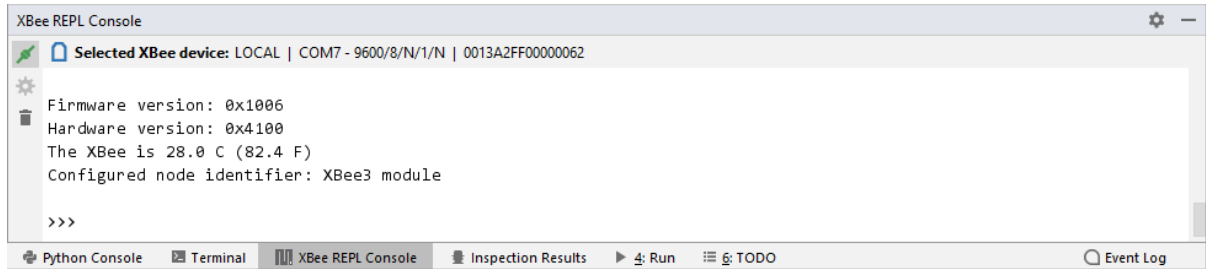 XBee REPL Console
Selected XBee device: LOCAL | COM7 - 9600/8/N/1/N | 0013A2FF00000062
Firmware version: 0x1006
Hardware version: 0x4100
The XBee is 28.0 C (82.4 F)
Configured node identifier: XBee3 module
>>>
Python Console Terminal XBee REPL Console Inspection Results 4: Run 6: TODO Event Log